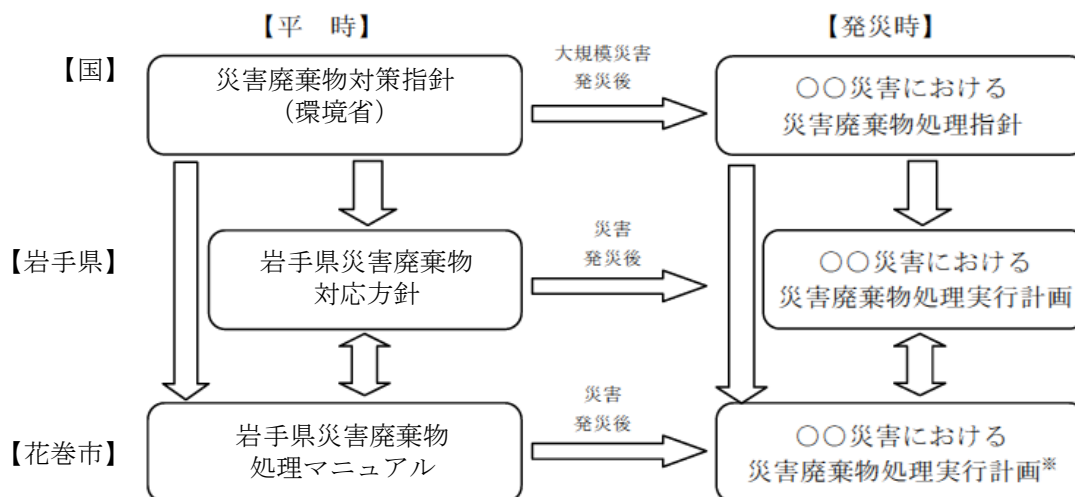 【平　時】
【発災時】
【国】
災害廃棄物対策指針
（環境省）
大規模災害
発災後
○○災害における
災害廃棄物処理指針
【岩手県】
岩手県災害廃棄物
対応方針
災害
発災後
○○災害における
災害廃棄物処理実行計画
【花巻市】
岩手県災害廃棄物
処理マニュアル
災害
発災後
○○災害における
災害廃棄物処理実行計画※